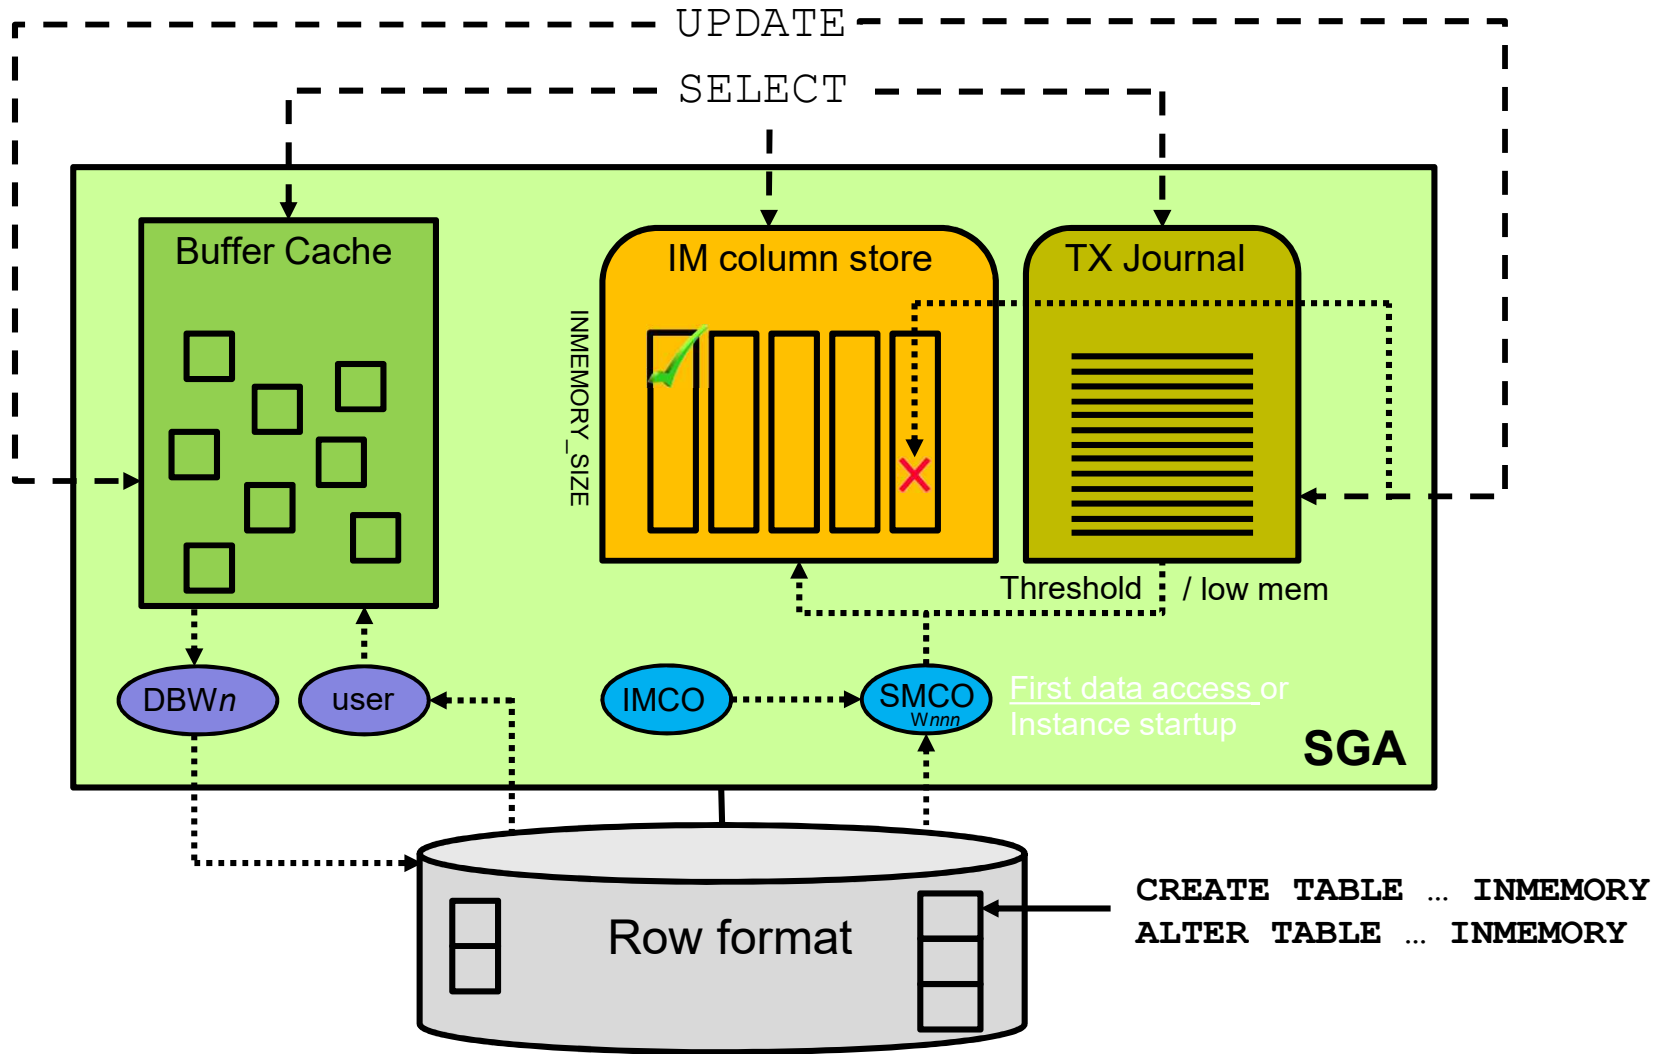 UPDATE
SELECT
Buffer Cache
IM column store
TX Journal
INMEMORY_SIZE
Threshold / low mem
DBWn
user
IMCO
SMCO
Wnnn
First data access or
Instance startup
SGA
Row format
CREATE TABLE … INMEMORY
ALTER TABLE … INMEMORY